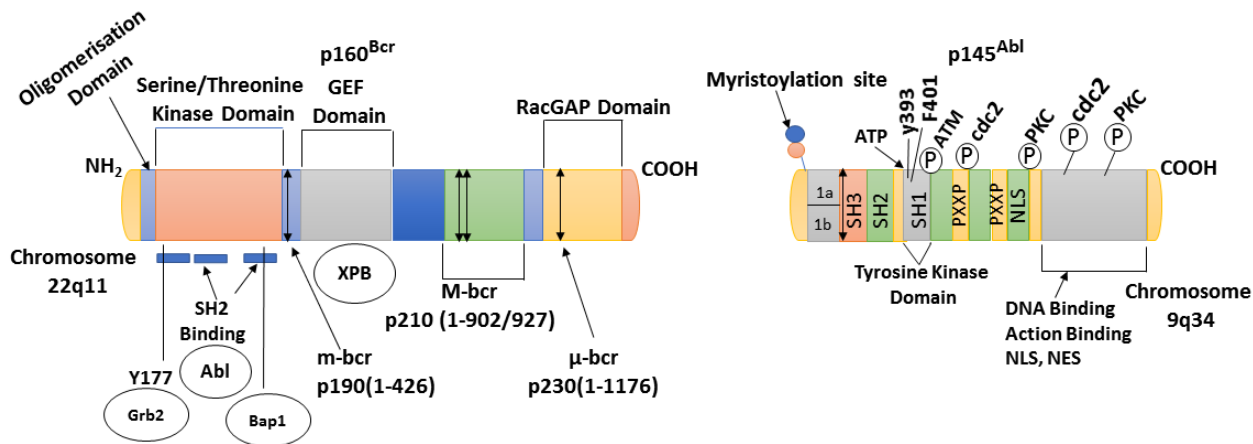 p160Bcr
Oligomerisation
Domain
Serine/Threonine
Kinase Domain
GEF
Domain
RacGAP Domain
NH2
COOH
Chromosome
22q11
SH2
Binding
XPB
M-bcr
p210 (1-902/927)
Y177
Abl
Grb2
Bap1
m-bcr
p190(1-426)
µ-bcr
p230(1-1176)
p145Abl
Myristoylation site
ATP
y393
F401
P
ATM
P
cdc2
P
PKC
P
cdc2
P
PKC
COOH
1a
1b
SH3
SH2
SH1
PXXP
PXXP
NLS
Tyrosine Kinase
Domain
DNA Binding
Action Binding
NLS, NES
Chromosome
9q34